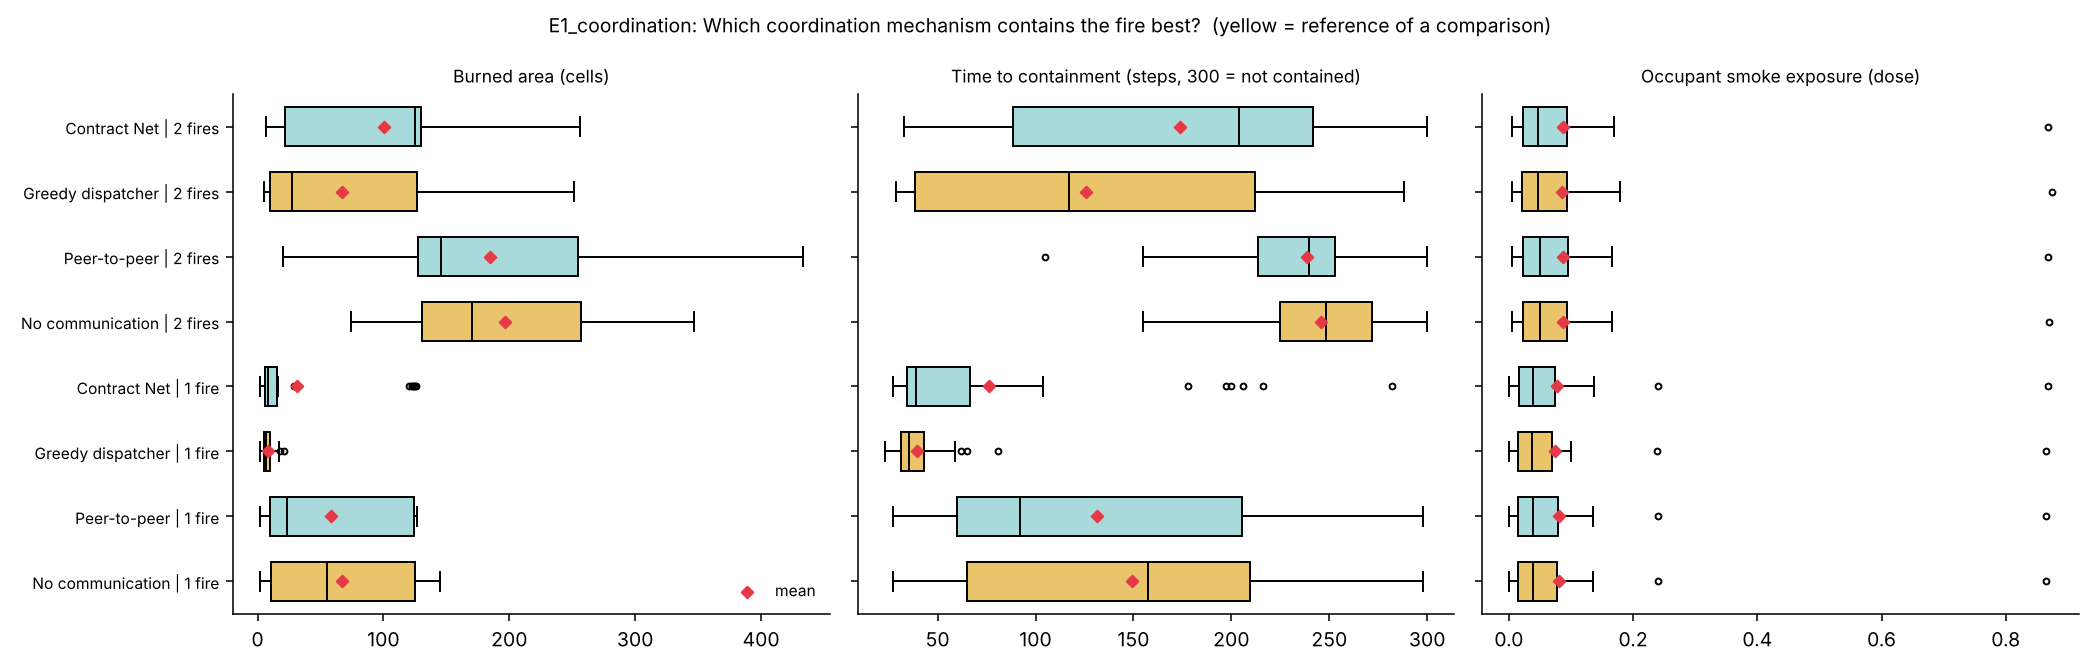 E1_coordination: Which coordination mechanism contains the fire best?  (yellow = reference of a comparison)
Burned area (cells)
Time to containment (steps, 300 = not contained)
Occupant smoke exposure (dose)
Contract Net | 2 fires
Greedy dispatcher | 2 fires
Peer-to-peer | 2 fires
No communication | 2 fires
Contract Net | 1 fire
Greedy dispatcher | 1 fire
Peer-to-peer | 1 fire
No communication | 1 fire
mean
0 100 200 300 400
50 100 150 200 250 300
0.0 0.2 0.4 0.6 0.8